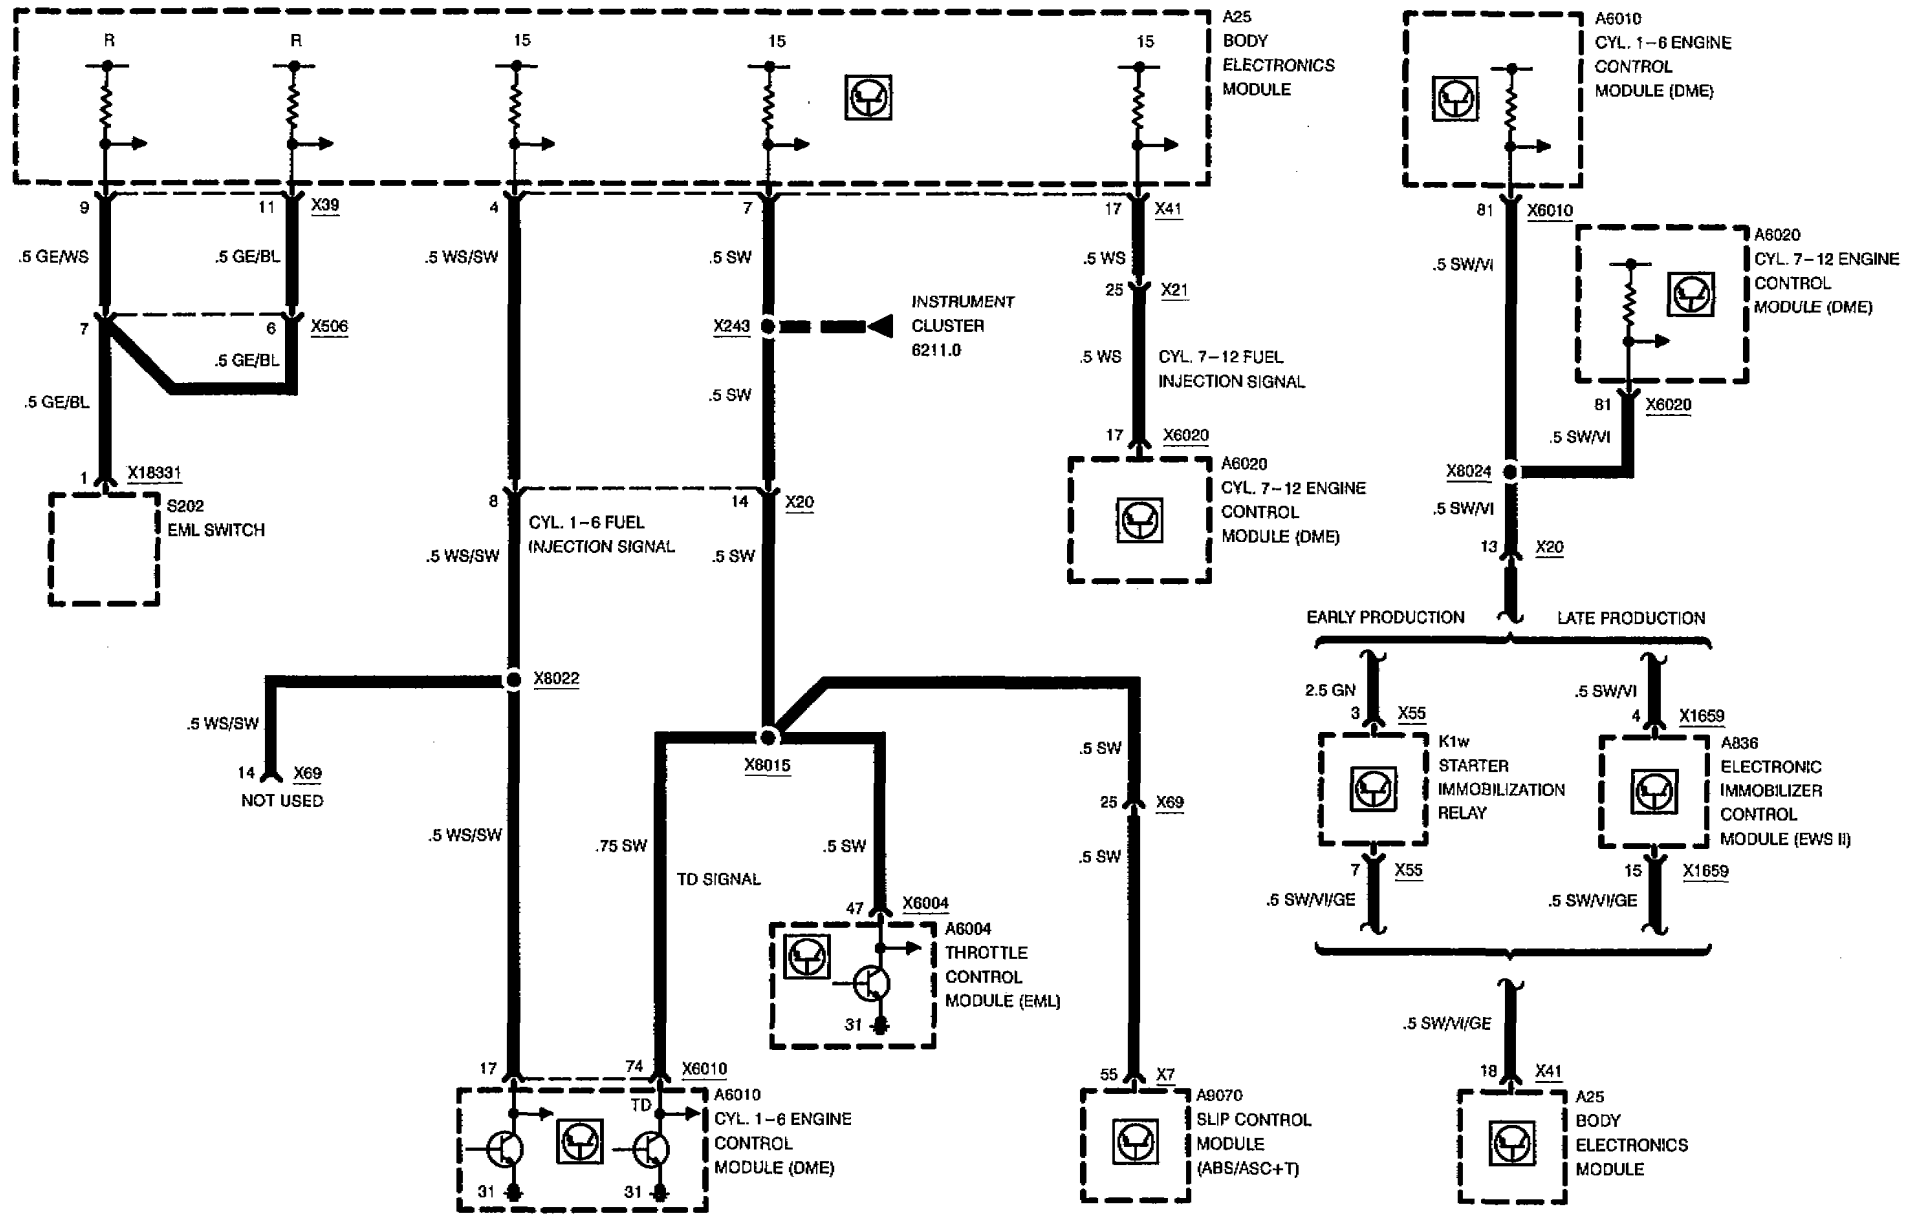 A25
BODY
ELECTRONICS
MODULE
R
R
15
15
15
9
11
X39
4
7
17
X41
.5 GE/WS
.5 GE/BL
.5 WS/SW
.5 SW
.5 WS
25
X21
7
6
X506
.5 GE/BL
.5 GE/BL
X243
INSTRUMENT
CLUSTER
6211.0
.5 SW
.5 WS
CYL. 7-12 FUEL
INJECTION SIGNAL
1
X18331
S202
EML SWITCH
17
X6020
A6020
CYL. 7-12 ENGINE
CONTROL
MODULE (DME)
8
14
X20
CYL. 1-6 FUEL
INJECTION SIGNAL
.5 WS/SW
.5 SW
X8022
.5 WS/SW
14
X69
NOT USED
X8015
.5 SW
25
X69
.5 SW
.5 WS/SW
.75 SW
TD SIGNAL
.5 SW
47
X6004
A6004
THROTTLE
CONTROL
MODULE (EML)
31
17
74
X6010
A6010
CYL. 1-6 ENGINE
CONTROL
MODULE (DME)
TD
31
31
55
X7
A9070
SLIP CONTROL
MODULE
(ABS/ASC+T)
A6010
CYL. 1-6 ENGINE
CONTROL
MODULE (DME)
81
X6010
.5 SW/VI
A6020
CYL. 7-12 ENGINE
CONTROL
MODULE (DME)
81
X6020
.5 SW/VI
X8024
.5 SW/VI
13
X20
EARLY PRODUCTION
LATE PRODUCTION
2.5 GN
3
X55
K1w
STARTER
IMMOBILIZATION
RELAY
7
X55
.5 SW/VI/GE
.5 SW/VI
4
X1659
A836
ELECTRONIC
IMMOBILIZER
CONTROL
MODULE (EWS II)
15
X1659
.5 SW/VI/GE
.5 SW/VI/GE
18
X41
A25
BODY
ELECTRONICS
MODULE